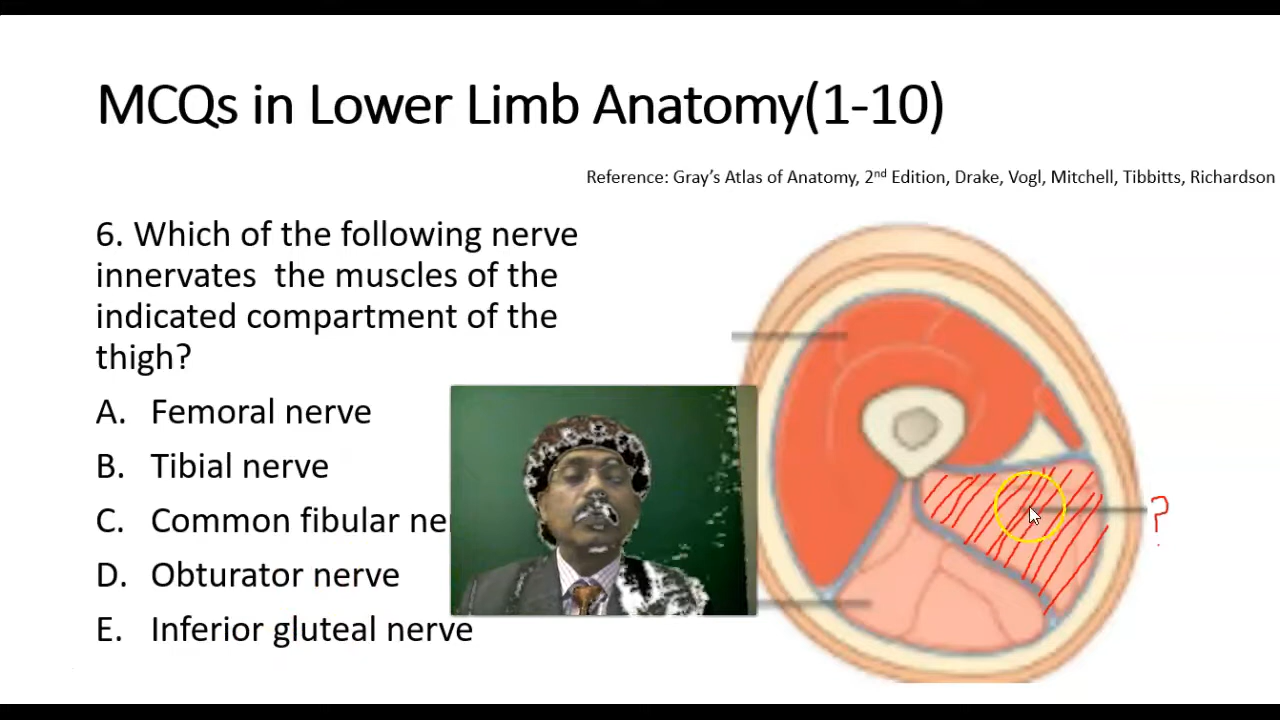 MCQs in Lower Limb Anatomy(1-10)
Reference: Gray's Atlas of Anatomy, 2nd Edition, Drake, Vogl, Mitchell, Tibbitts, Richardson
6. Which of the following nerve
innervates the muscles of the
indicated compartment of the
thigh?
A. Femoral nerve
B. Tibial nerve
C. Common fibular ne
D. Obturator nerve
E. Inferior gluteal nerve
?